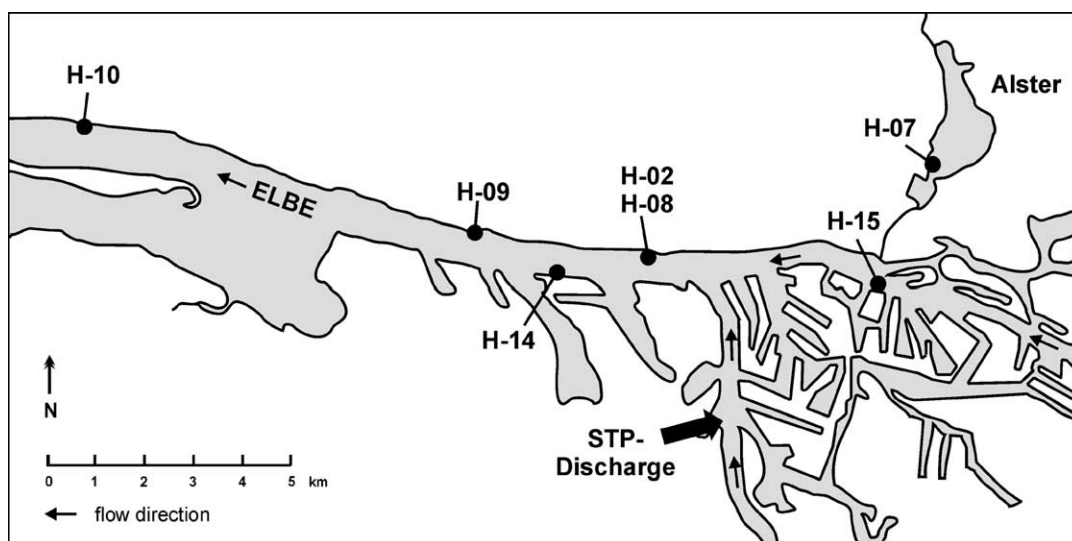 H-10
Alster
H-07
H-09
H-02
H-08
ELBE
H-15
H-14
N
STP-
Discharge
0 1 2 3 4 5 km
flow direction